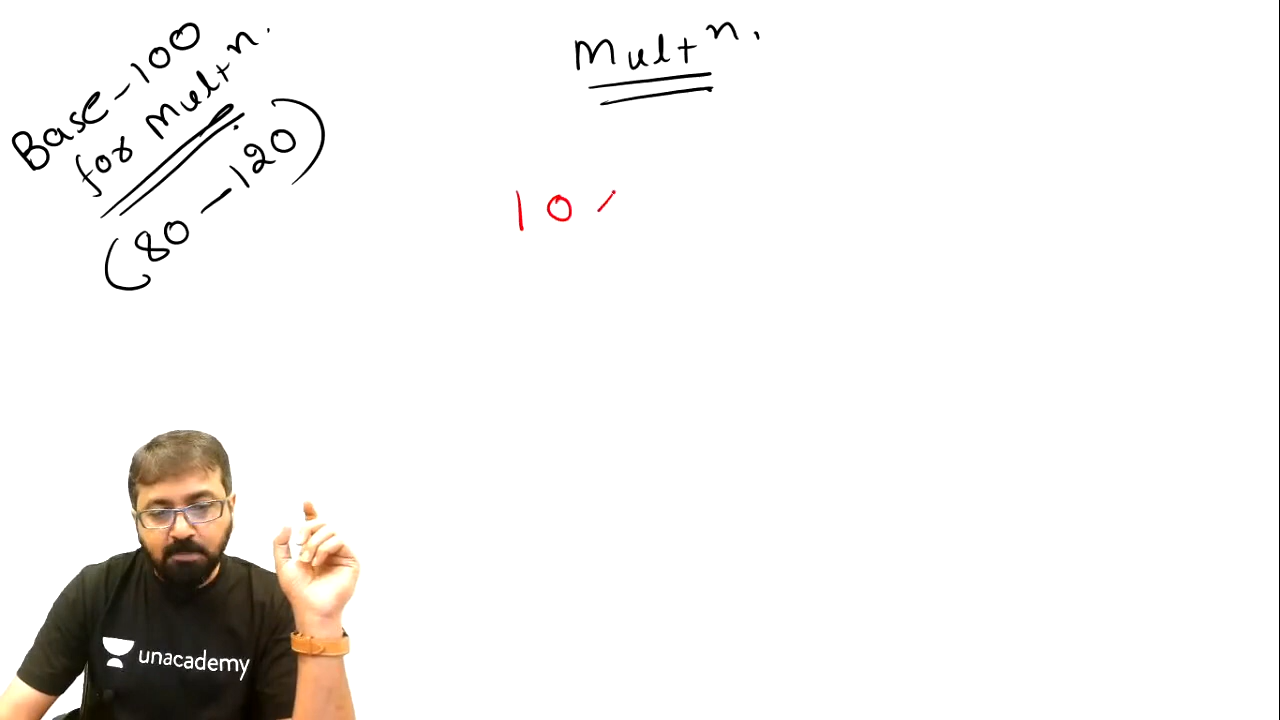 Base - 100
for Multn.
(80 - 120)
Multn.
10
unacademy